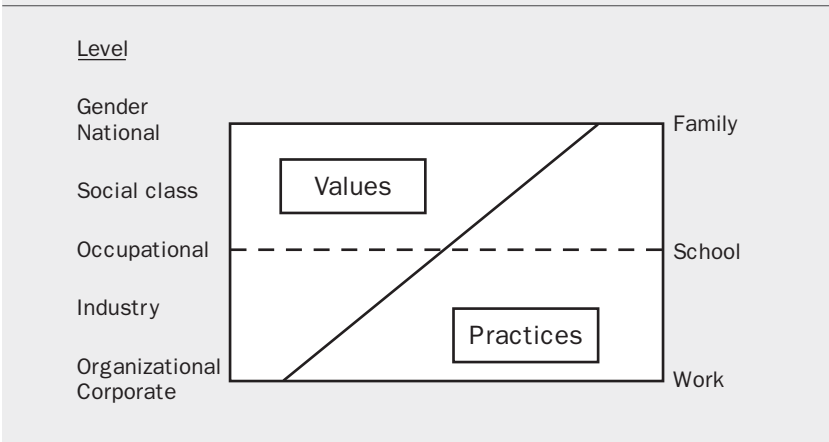 Level
Gender
National
Family
Values
Social class
Occupational
School
Industry
Practices
Organizational
Corporate
Work